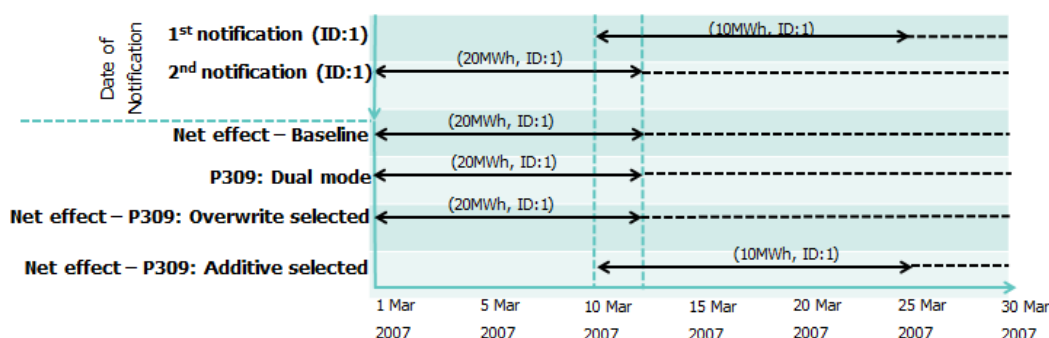 Date of
Notification
1st notification (ID:1)
(10MWh, ID:1)
2nd notification (ID:1)
(20MWh, ID:1)
Net effect – Baseline
(20MWh, ID:1)
P309: Dual mode
(20MWh, ID:1)
Net effect – P309: Overwrite selected
(20MWh, ID:1)
Net effect – P309: Additive selected
(10MWh, ID:1)
1 Mar 5 Mar 10 Mar 15 Mar 20 Mar 25 Mar 30 Mar
2007 2007 2007 2007 2007 2007 2007